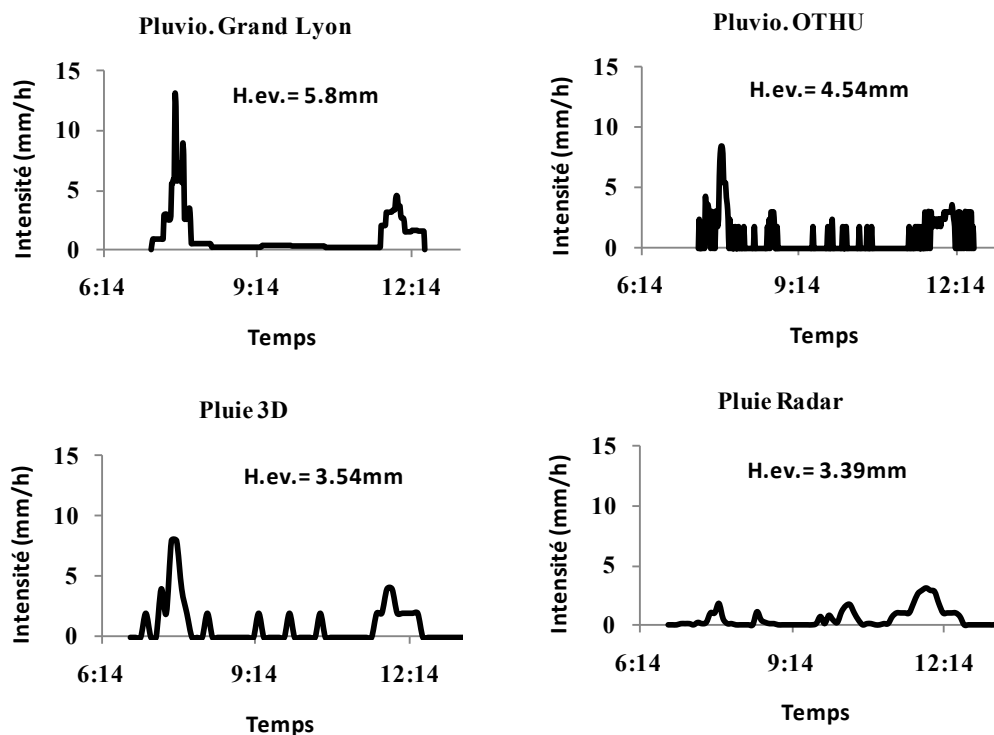 Pluvio. Grand Lyon
Intensité (mm/h)
15
10
5
0
H.ev.= 5.8mm
6:14 9:14 12:14
Temps
Pluvio. OTHU
Intensité (mm/h)
15
10
5
0
H.ev.= 4.54mm
6:14 9:14 12:14
Temps
Pluie 3D
Intensité (mm/h)
15
10
5
0
H.ev.= 3.54mm
6:14 9:14 12:14
Temps
Pluie Radar
Intensité (mm/h)
15
10
5
0
H.ev.= 3.39mm
6:14 9:14 12:14
Temps